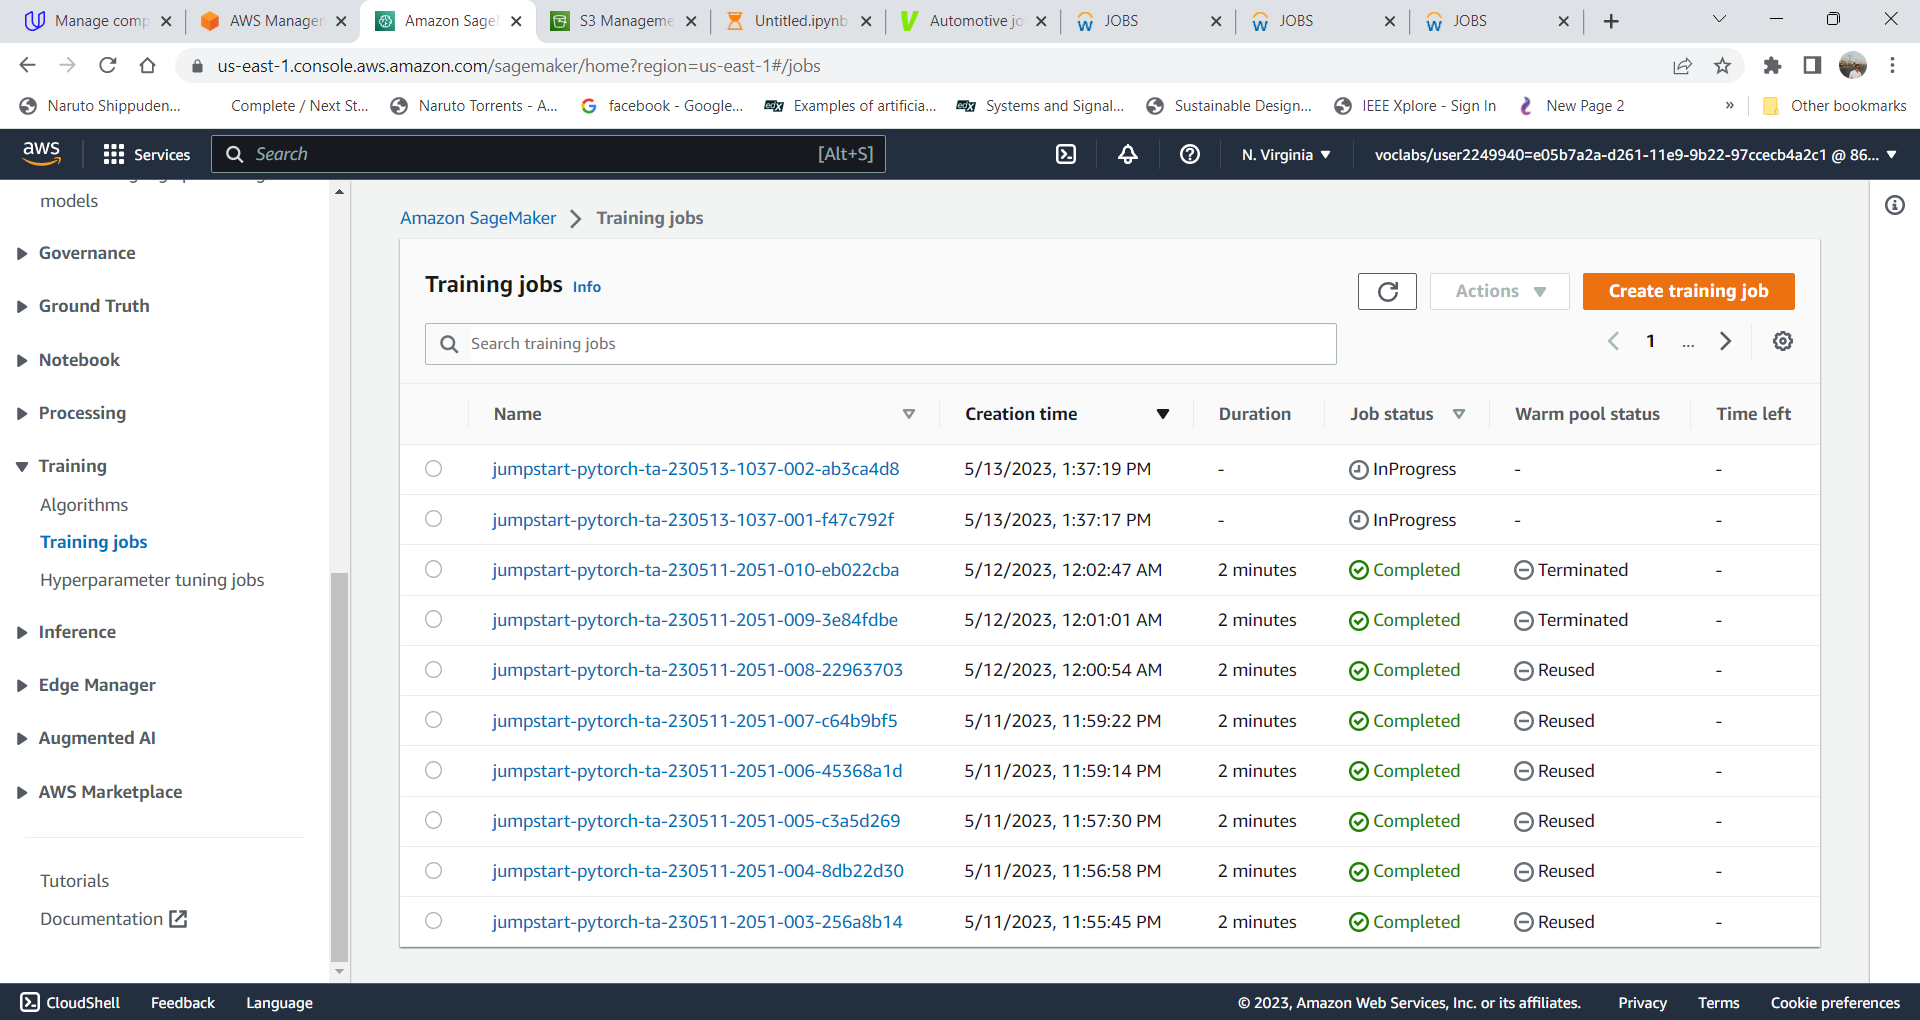 Manage comp
AWS Managem
Amazon Sagel
S3 Manageme
Untitled.ipynb
Automotive jo
JOBS
JOBS
JOBS
us-east-1.console.aws.amazon.com/sagemaker/home?region=us-east-1#/jobs
Naruto Shippuden...
Complete / Next St...
Naruto Torrents - A...
facebook - Google...
edX
Examples of artificia...
edX
Systems and Signal...
Sustainable Design...
IEEE Xplore - Sign In
New Page 2
»
Other bookmarks
aws
Services
Search
[Alt+S]
N. Virginia
voclabs/user2249940=e05b7a2a-d261-11e9-9b22-97ccecb4a2c1 @ 86...
models
Governance
Ground Truth
Notebook
Processing
Training
Algorithms
Training jobs
Hyperparameter tuning jobs
Inference
Edge Manager
Augmented AI
AWS Marketplace
Tutorials
Documentation
Amazon SageMaker
Training jobs
Training jobs Info
Actions
Create training job
Search training jobs
1
...
Name Creation time Duration Job status Warm pool status Time left
jumpstart-pytorch-ta-230513-1037-002-ab3ca4d8 5/13/2023, 1:37:19 PM - InProgress - -
jumpstart-pytorch-ta-230513-1037-001-f47c792f 5/13/2023, 1:37:17 PM - InProgress - -
jumpstart-pytorch-ta-230511-2051-010-eb022cba 5/12/2023, 12:02:47 AM 2 minutes Completed Terminated -
jumpstart-pytorch-ta-230511-2051-009-3e84fdbe 5/12/2023, 12:01:01 AM 2 minutes Completed Terminated -
jumpstart-pytorch-ta-230511-2051-008-22963703 5/12/2023, 12:00:54 AM 2 minutes Completed Reused -
jumpstart-pytorch-ta-230511-2051-007-c64b9bf5 5/11/2023, 11:59:22 PM 2 minutes Completed Reused -
jumpstart-pytorch-ta-230511-2051-006-45368a1d 5/11/2023, 11:59:14 PM 2 minutes Completed Reused -
jumpstart-pytorch-ta-230511-2051-005-c3a5d269 5/11/2023, 11:57:30 PM 2 minutes Completed Reused -
jumpstart-pytorch-ta-230511-2051-004-8db22d30 5/11/2023, 11:56:58 PM 2 minutes Completed Reused -
jumpstart-pytorch-ta-230511-2051-003-256a8b14 5/11/2023, 11:55:45 PM 2 minutes Completed Reused -
CloudShell
Feedback
Language
© 2023, Amazon Web Services, Inc. or its affiliates.
Privacy
Terms
Cookie preferences